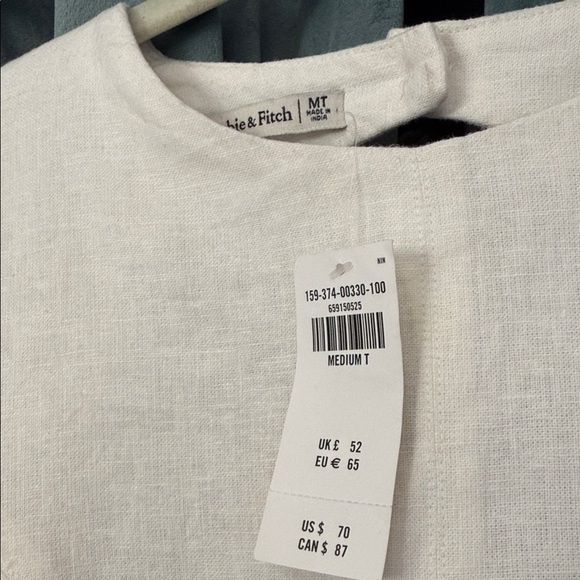 & Fitch
MT
MADE IN
INDIA
159-374-00330-100
659150525
MEDIUM T
UK £ 52
EU € 65
US $ 70
CAN $ 87